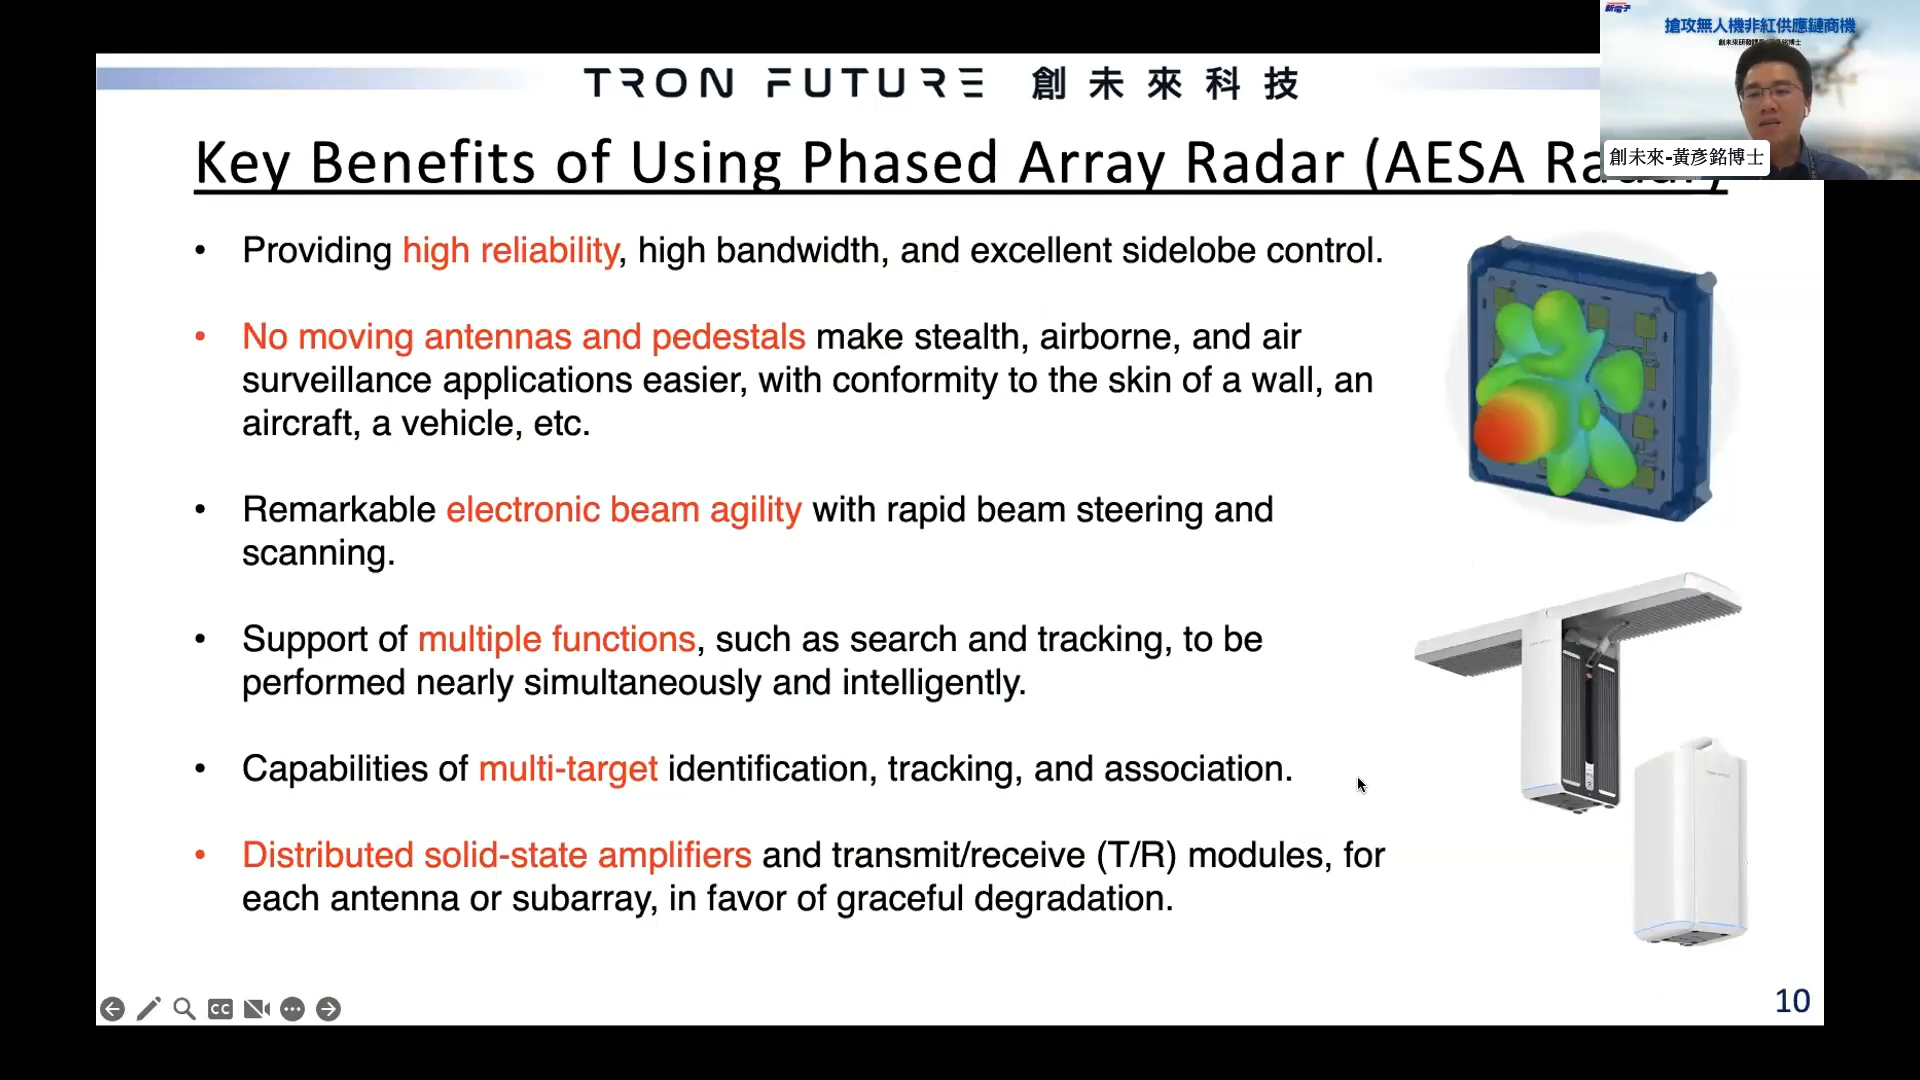 新電子
搶攻無人機非紅供應鏈商機
創未來-黃彥銘博士
TRON FUTURE 創未來科技
Key Benefits of Using Phased Array Radar (AESA Radar)
• Providing high reliability, high bandwidth, and excellent sidelobe control.
• No moving antennas and pedestals make stealth, airborne, and air
surveillance applications easier, with conformity to the skin of a wall, an
aircraft, a vehicle, etc.
• Remarkable electronic beam agility with rapid beam steering and
scanning.
• Support of multiple functions, such as search and tracking, to be
performed nearly simultaneously and intelligently.
• Capabilities of multi-target identification, tracking, and association.
• Distributed solid-state amplifiers and transmit/receive (T/R) modules, for
each antenna or subarray, in favor of graceful degradation.
CC
10